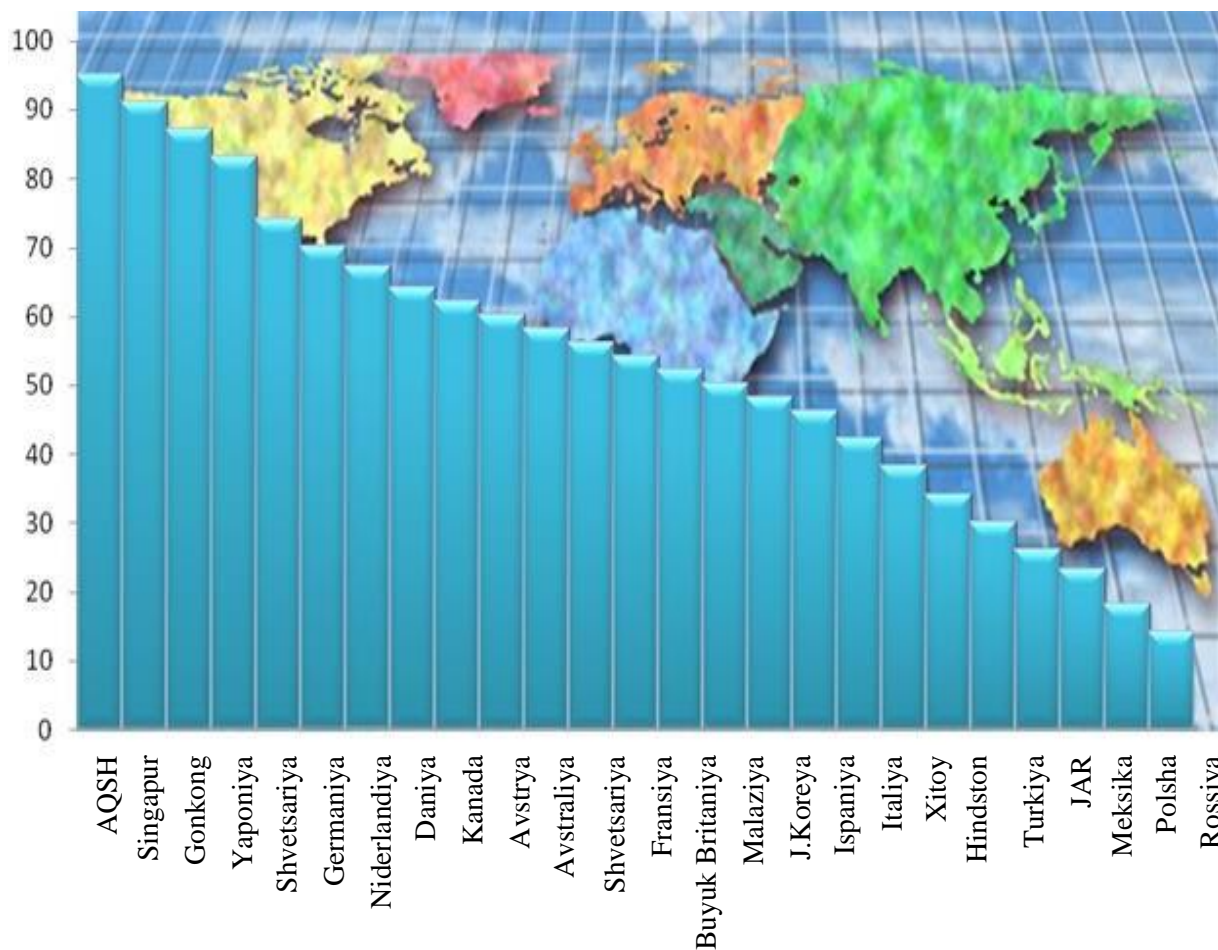 100
90
80
70
60
50
40
30
20
10
0
AQSH
Singapur
Gonkong
Yaponiya
Shvetsariya
Germaniya
Niderlandiya
Daniya
Kanada
Avstrya
Avstraliya
Shvetsariya
Fransiya
Buyuk Britaniya
Malaziya
J.Koreya
Ispaniya
Italiya
Xitoy
Hindston
Turkiya
JAR
Meksika
Polsha
Rossiya